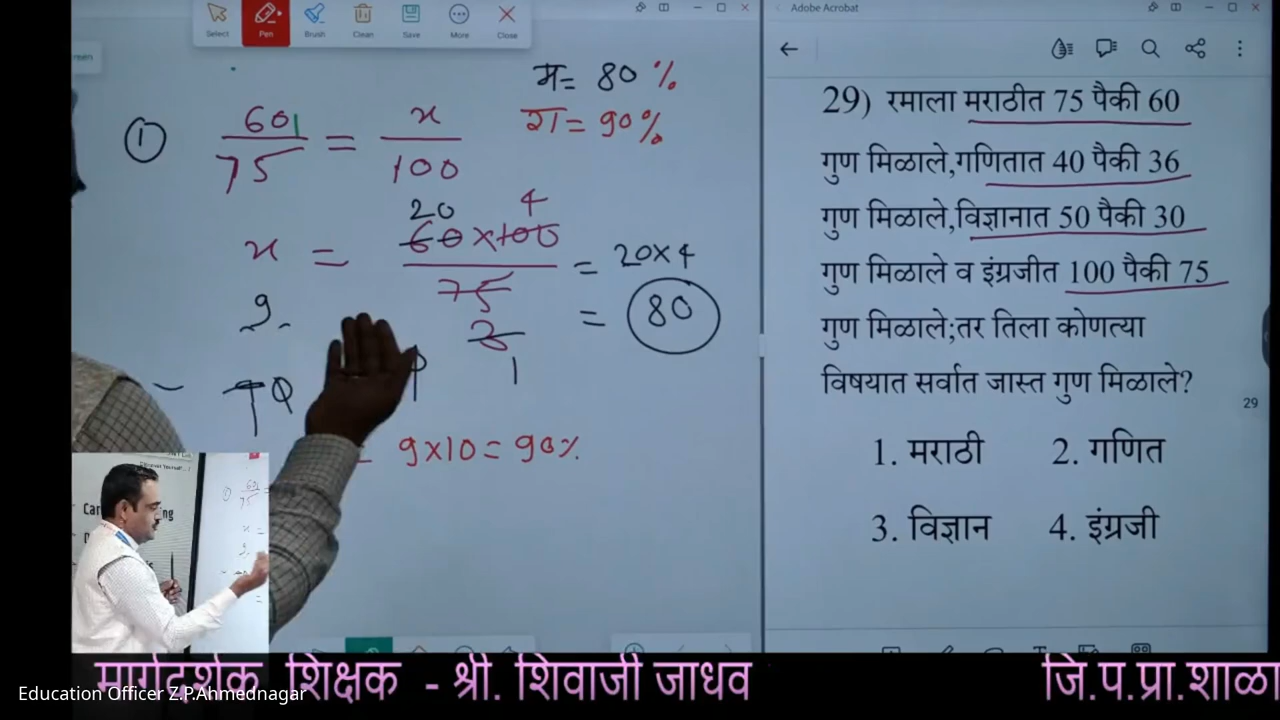 Select Pen Brush Clean Save More Close
Adobe Acrobat
म = 80 %
ग = 90%
① 60/75 = x/100
20 4
x = 60×100/75 = 20×4
3 = 80
1
9×10 = 90%
29) रमाला मराठीत 75 पैकी 60
गुण मिळाले,गणितात 40 पैकी 36
गुण मिळाले,विज्ञानात 50 पैकी 30
गुण मिळाले व इंग्रजीत 100 पैकी 75
गुण मिळाले;तर तिला कोणत्या
विषयात सर्वात जास्त गुण मिळाले?
29
1. मराठी 2. गणित
3. विज्ञान 4. इंग्रजी
मार्गदर्शक शिक्षक - श्री. शिवाजी जाधव जि.प.प्रा.शाळा
Education Officer Z.P.Ahmednagar